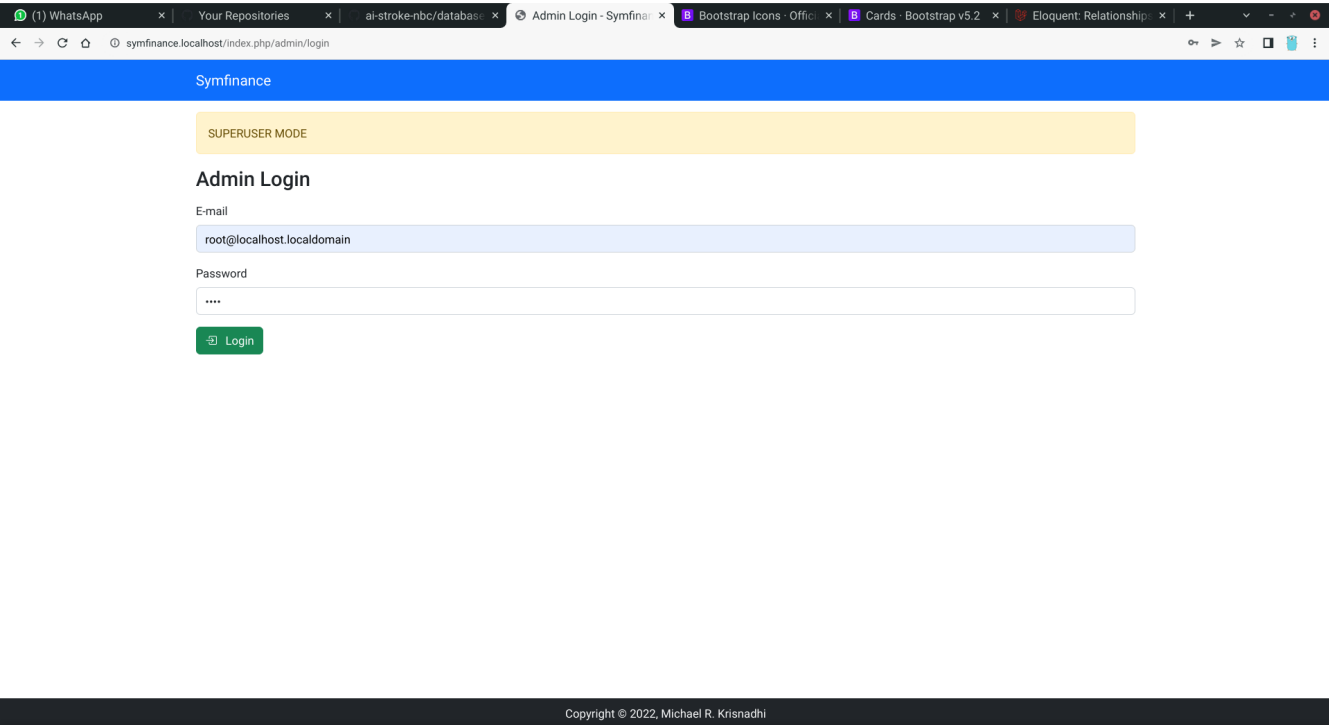 (1) WhatsApp
Your Repositories
ai-stroke-nbc/database
Admin Login - Symfinan
Bootstrap Icons · Offici
Cards · Bootstrap v5.2
Eloquent: Relationships
symfinance.localhost/index.php/admin/login
Symfinance
SUPERUSER MODE
Admin Login
E-mail
root@localhost.localdomain
Password
••••
Login
Copyright © 2022, Michael R. Krisnadhi